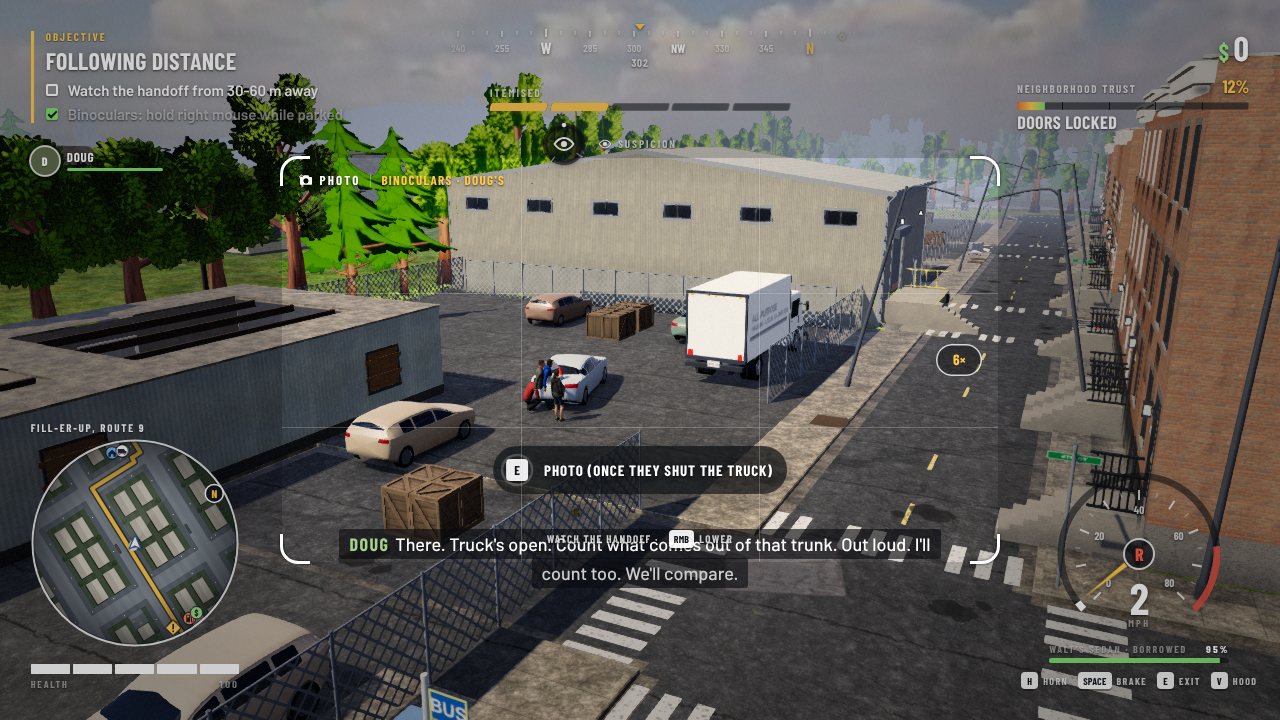 OBJECTIVE
FOLLOWING DISTANCE
Watch the handoff from 30-60 m away
Binoculars: hold right mouse while parked
D DOUG
240 255 W 285 300 NW 330 345 N
302
ITEMISED
SUSPICION
$0
NEIGHBORHOOD TRUST 12%
DOORS LOCKED
PHOTO BINOCULARS · DOUG'S
ALL PURPOSE
6×
E PHOTO (ONCE THEY SHUT THE TRUCK)
WATCH THE HANDOFF · RMB LOWER
DOUG There. Truck's open. Count what comes out of that trunk. Out loud. I'll
count too. We'll compare.
FILL-ER-UP, ROUTE 9
N
$
HEALTH 100
BUS
0 20 40 60 80
R
2
MPH
WALI'S SEDAN · BORROWED 95%
H HORN SPACE BRAKE E EXIT V HOOD